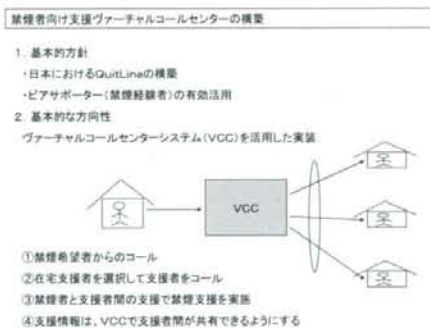 禁煙者向け支援ヴァーチャルコールセンターの構築
1. 基本的方針
・日本におけるQuitLineの構築
・ピアサポーター(禁煙経験者)の有効活用
2 基本的な方向性
ヴァーチャルコールセンターシステム(VCC)を活用した実装
VCC
①禁煙希望者からのコール
②在宅支援者を選択して支援者をコール
③禁煙者と支援者間の支援で禁煙支援を実施
④支援情報は、VCCで支援者間が共有できるようにする